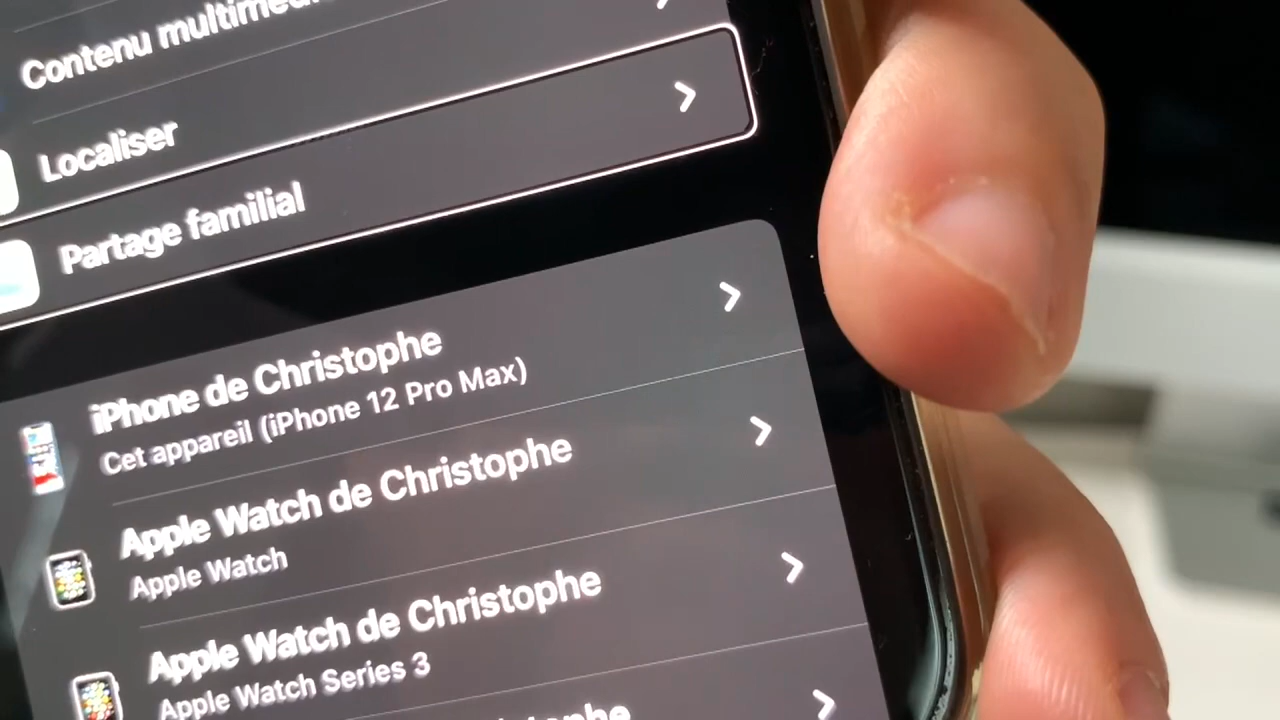 Contenu
Localiser
Partage familial
iPhone de Christophe
Cet appareil (iPhone 12 Pro Max)
Apple Watch de Christophe
Apple Watch
Apple Watch de Christophe
Apple Watch Series 3